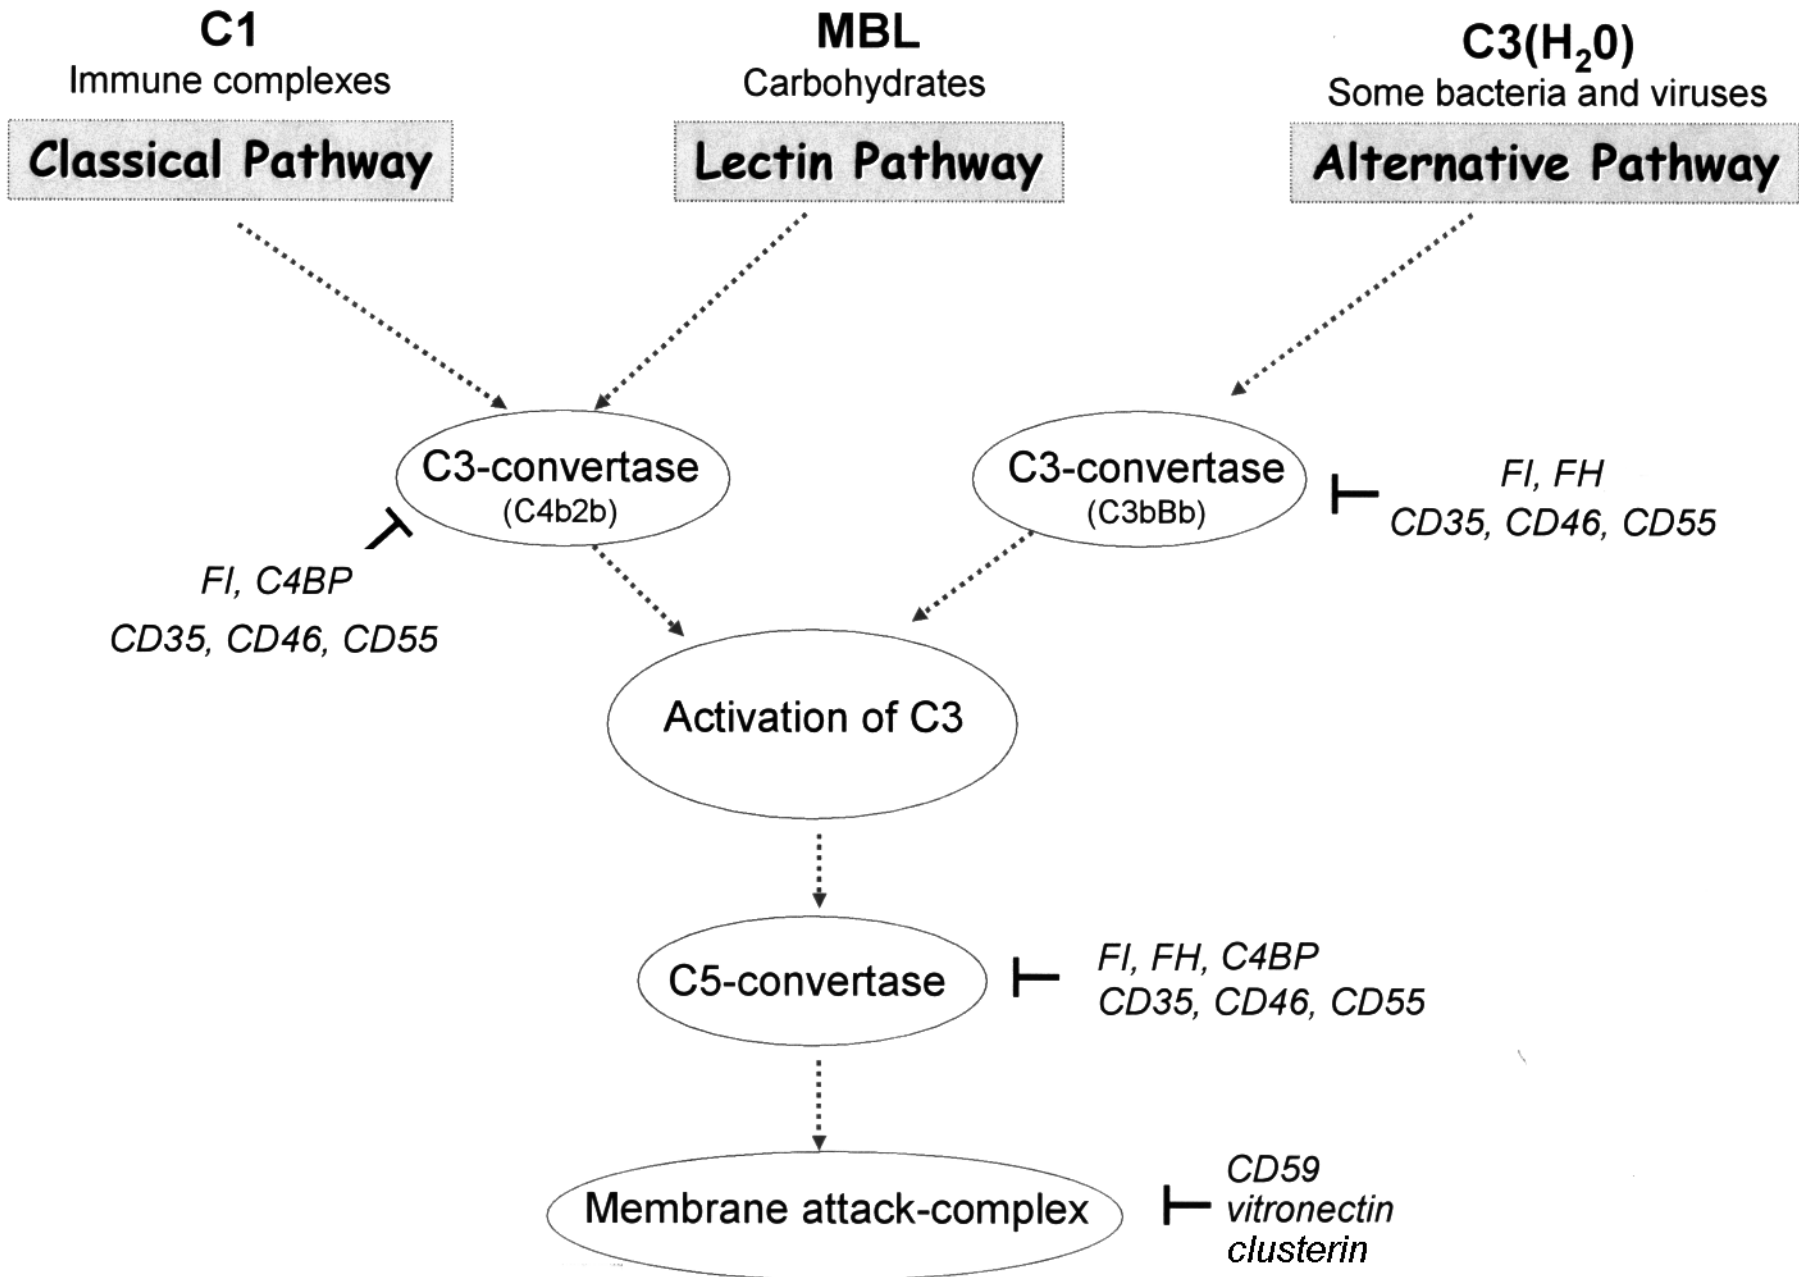 C1
Immune complexes
Classical Pathway
MBL
Carbohydrates
Lectin Pathway
C3(H₂0)
Some bacteria and viruses
Alternative Pathway
C3-convertase
(C4b2b)
C3-convertase
(C3bBb)
FI, FH
CD35, CD46, CD55
FI, C4BP
CD35, CD46, CD55
Activation of C3
C5-convertase
FI, FH, C4BP
CD35, CD46, CD55
Membrane attack-complex
CD59
vitronectin
clusterin